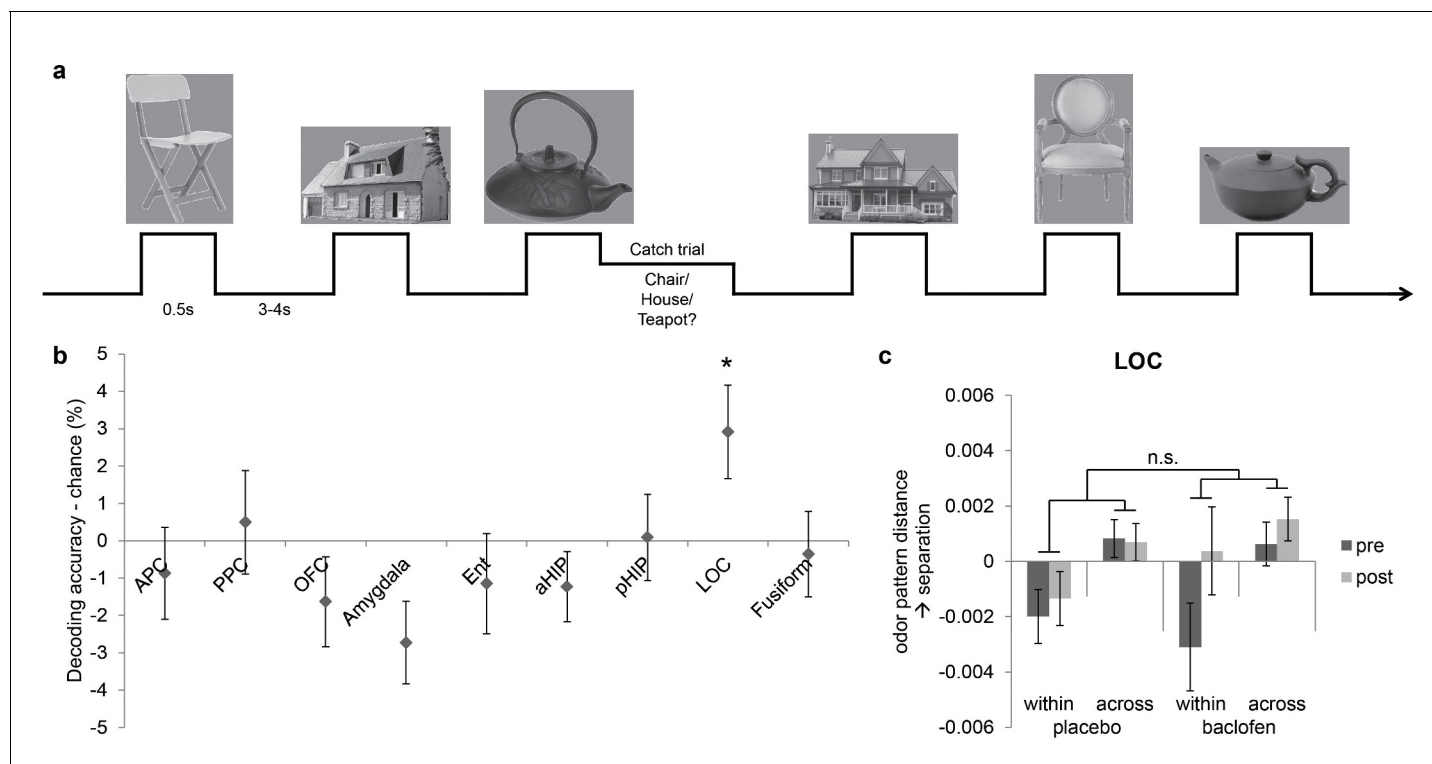 a
Catch trial
Chair/
House/
Teapot?
0.5s
3-4s
b
Decoding accuracy - chance (%)
5
4
3
2
1
0
-1
-2
-3
-4
-5
APC
PPC
OFC
Amygdala
Ent
aHIP
pHIP
LOC
Fusiform
*
c
LOC
odor pattern distance
→ separation
0.006
0.004
0.002
0
-0.002
-0.004
-0.006
n.s.
pre
post
within across within across
placebo baclofen